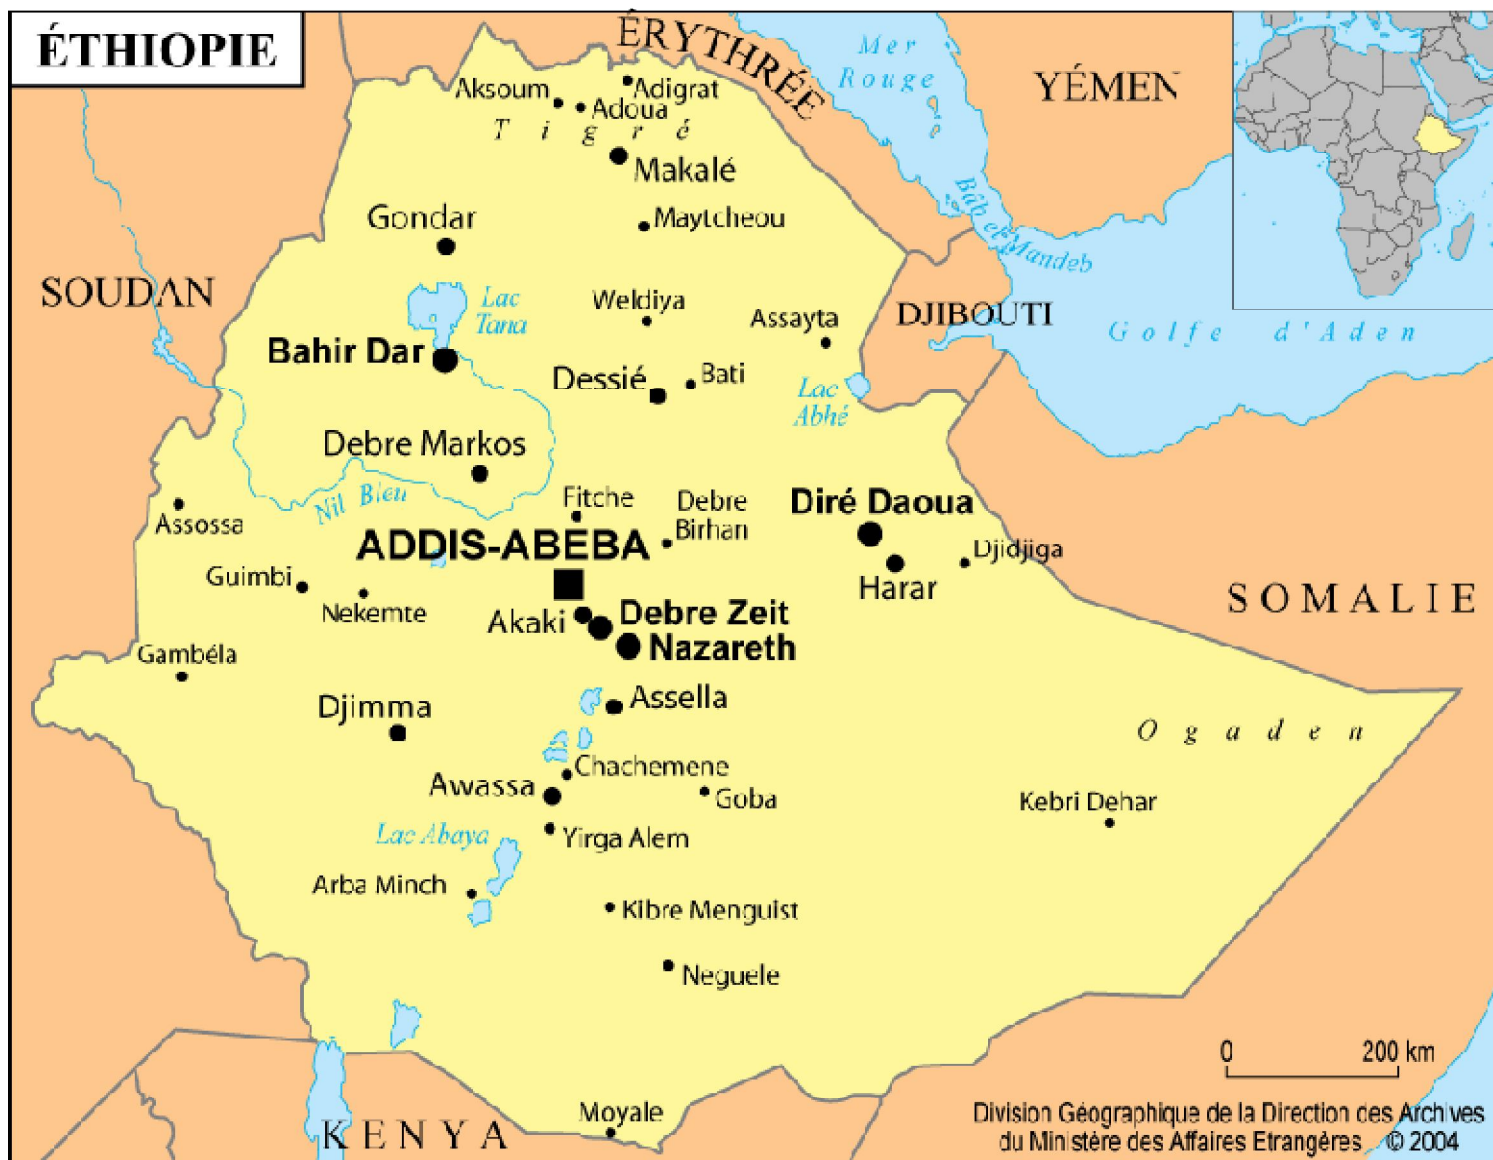 ÉTHIOPIE
ÉRYTHRÉE
Mer
Rouge
YÉMEN
Aksoum
Adigrat
Adoua
Tigré
Makalé
Gondar
Maytcheou
Bab el Mandeb
SOUDAN
Lac
Tana
Weldiya
Assayta
DJIBOUTI
Golfe d'Aden
Bahir Dar
Dessié
Bati
Lac
Abhé
Debre Markos
Nil Bleu
Fitche
Debre
Birhan
Diré Daoua
Assossa
ADDIS-ABEBA
Djidjiga
Guimbi
Harar
Nekemte
Akaki
Debre Zeit
SOMALIE
Nazareth
Gambéla
Djimma
Assella
Ogaden
Chachemene
Awassa
Goba
Kebri Dehar
Lac Abaya
Yirga Alem
Arba Minch
Kibre Menguist
Neguele
0 200 km
Moyale
KENYA
Division Géographique de la Direction des Archives
du Ministère des Affaires Etrangères © 2004